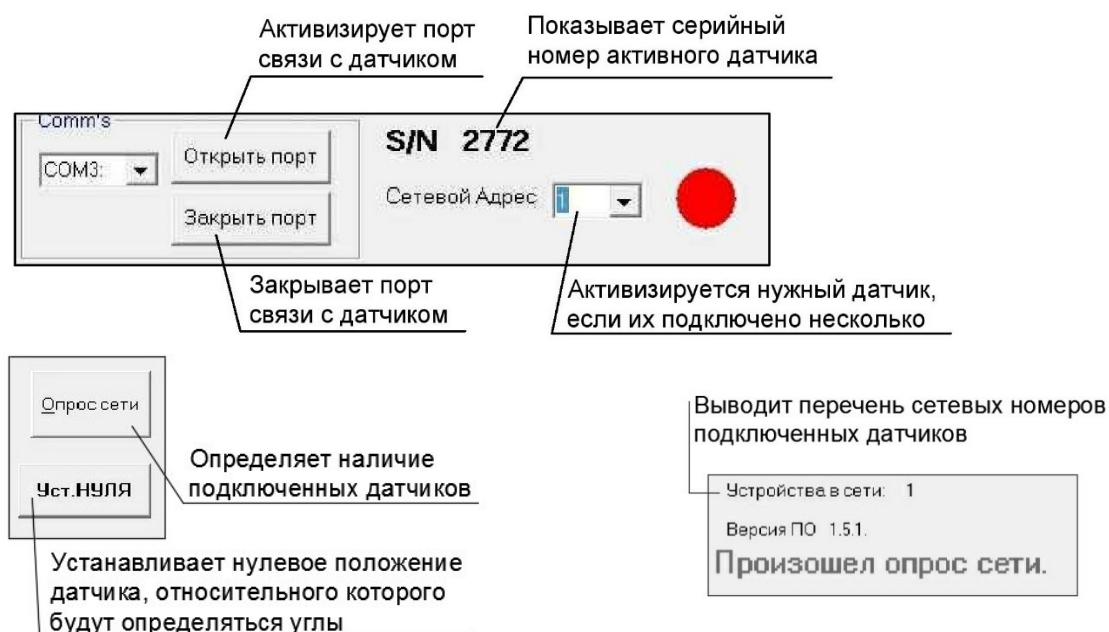 Активизирует порт
связи с датчиком
Показывает серийный
номер активного датчика
Comm's
COM3:
Открыть порт
Закрыть порт
S/N 2772
Сетевой Адрес 1
Закрывает порт
связи с датчиком
Активизируется нужный датчик,
если их подключено несколько
Опрос сети
Уст.НУЛЯ
Определяет наличие
подключенных датчиков
Устанавливает нулевое положение
датчика, относительного которого
будут определяться углы
Выводит перечень сетевых номеров
подключенных датчиков
Устройства в сети: 1
Версия ПО 1.5.1.
Произошел опрос сети.